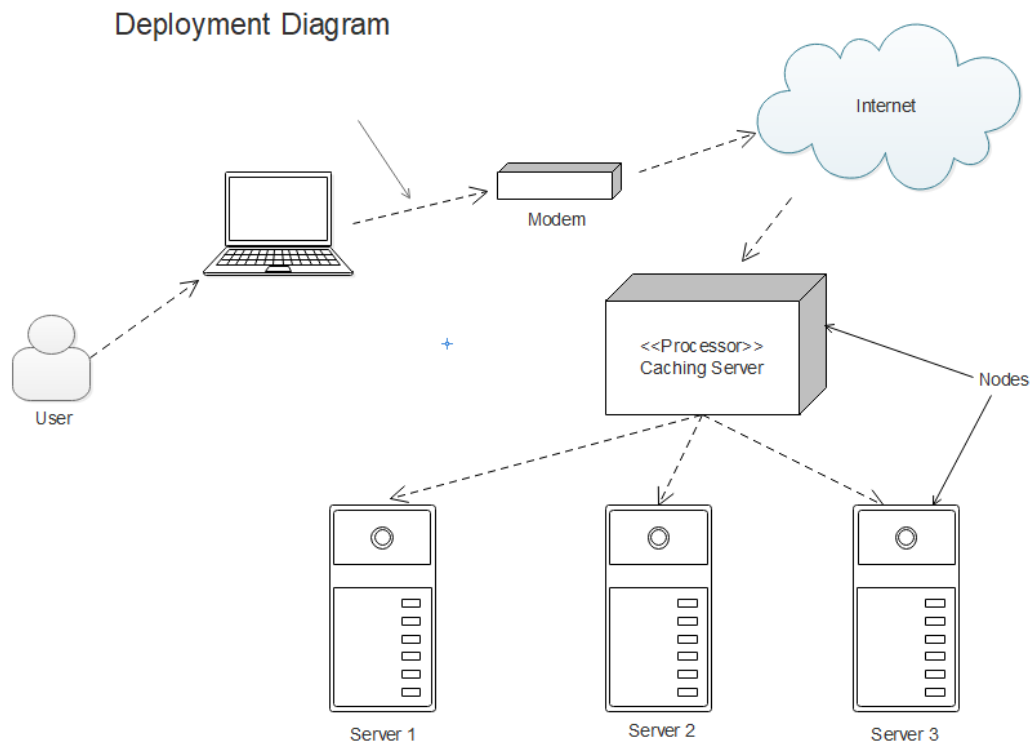 Deployment Diagram
Internet
Modem
<<Processor>>
Caching Server
Nodes
User
Server 1
Server 2
Server 3